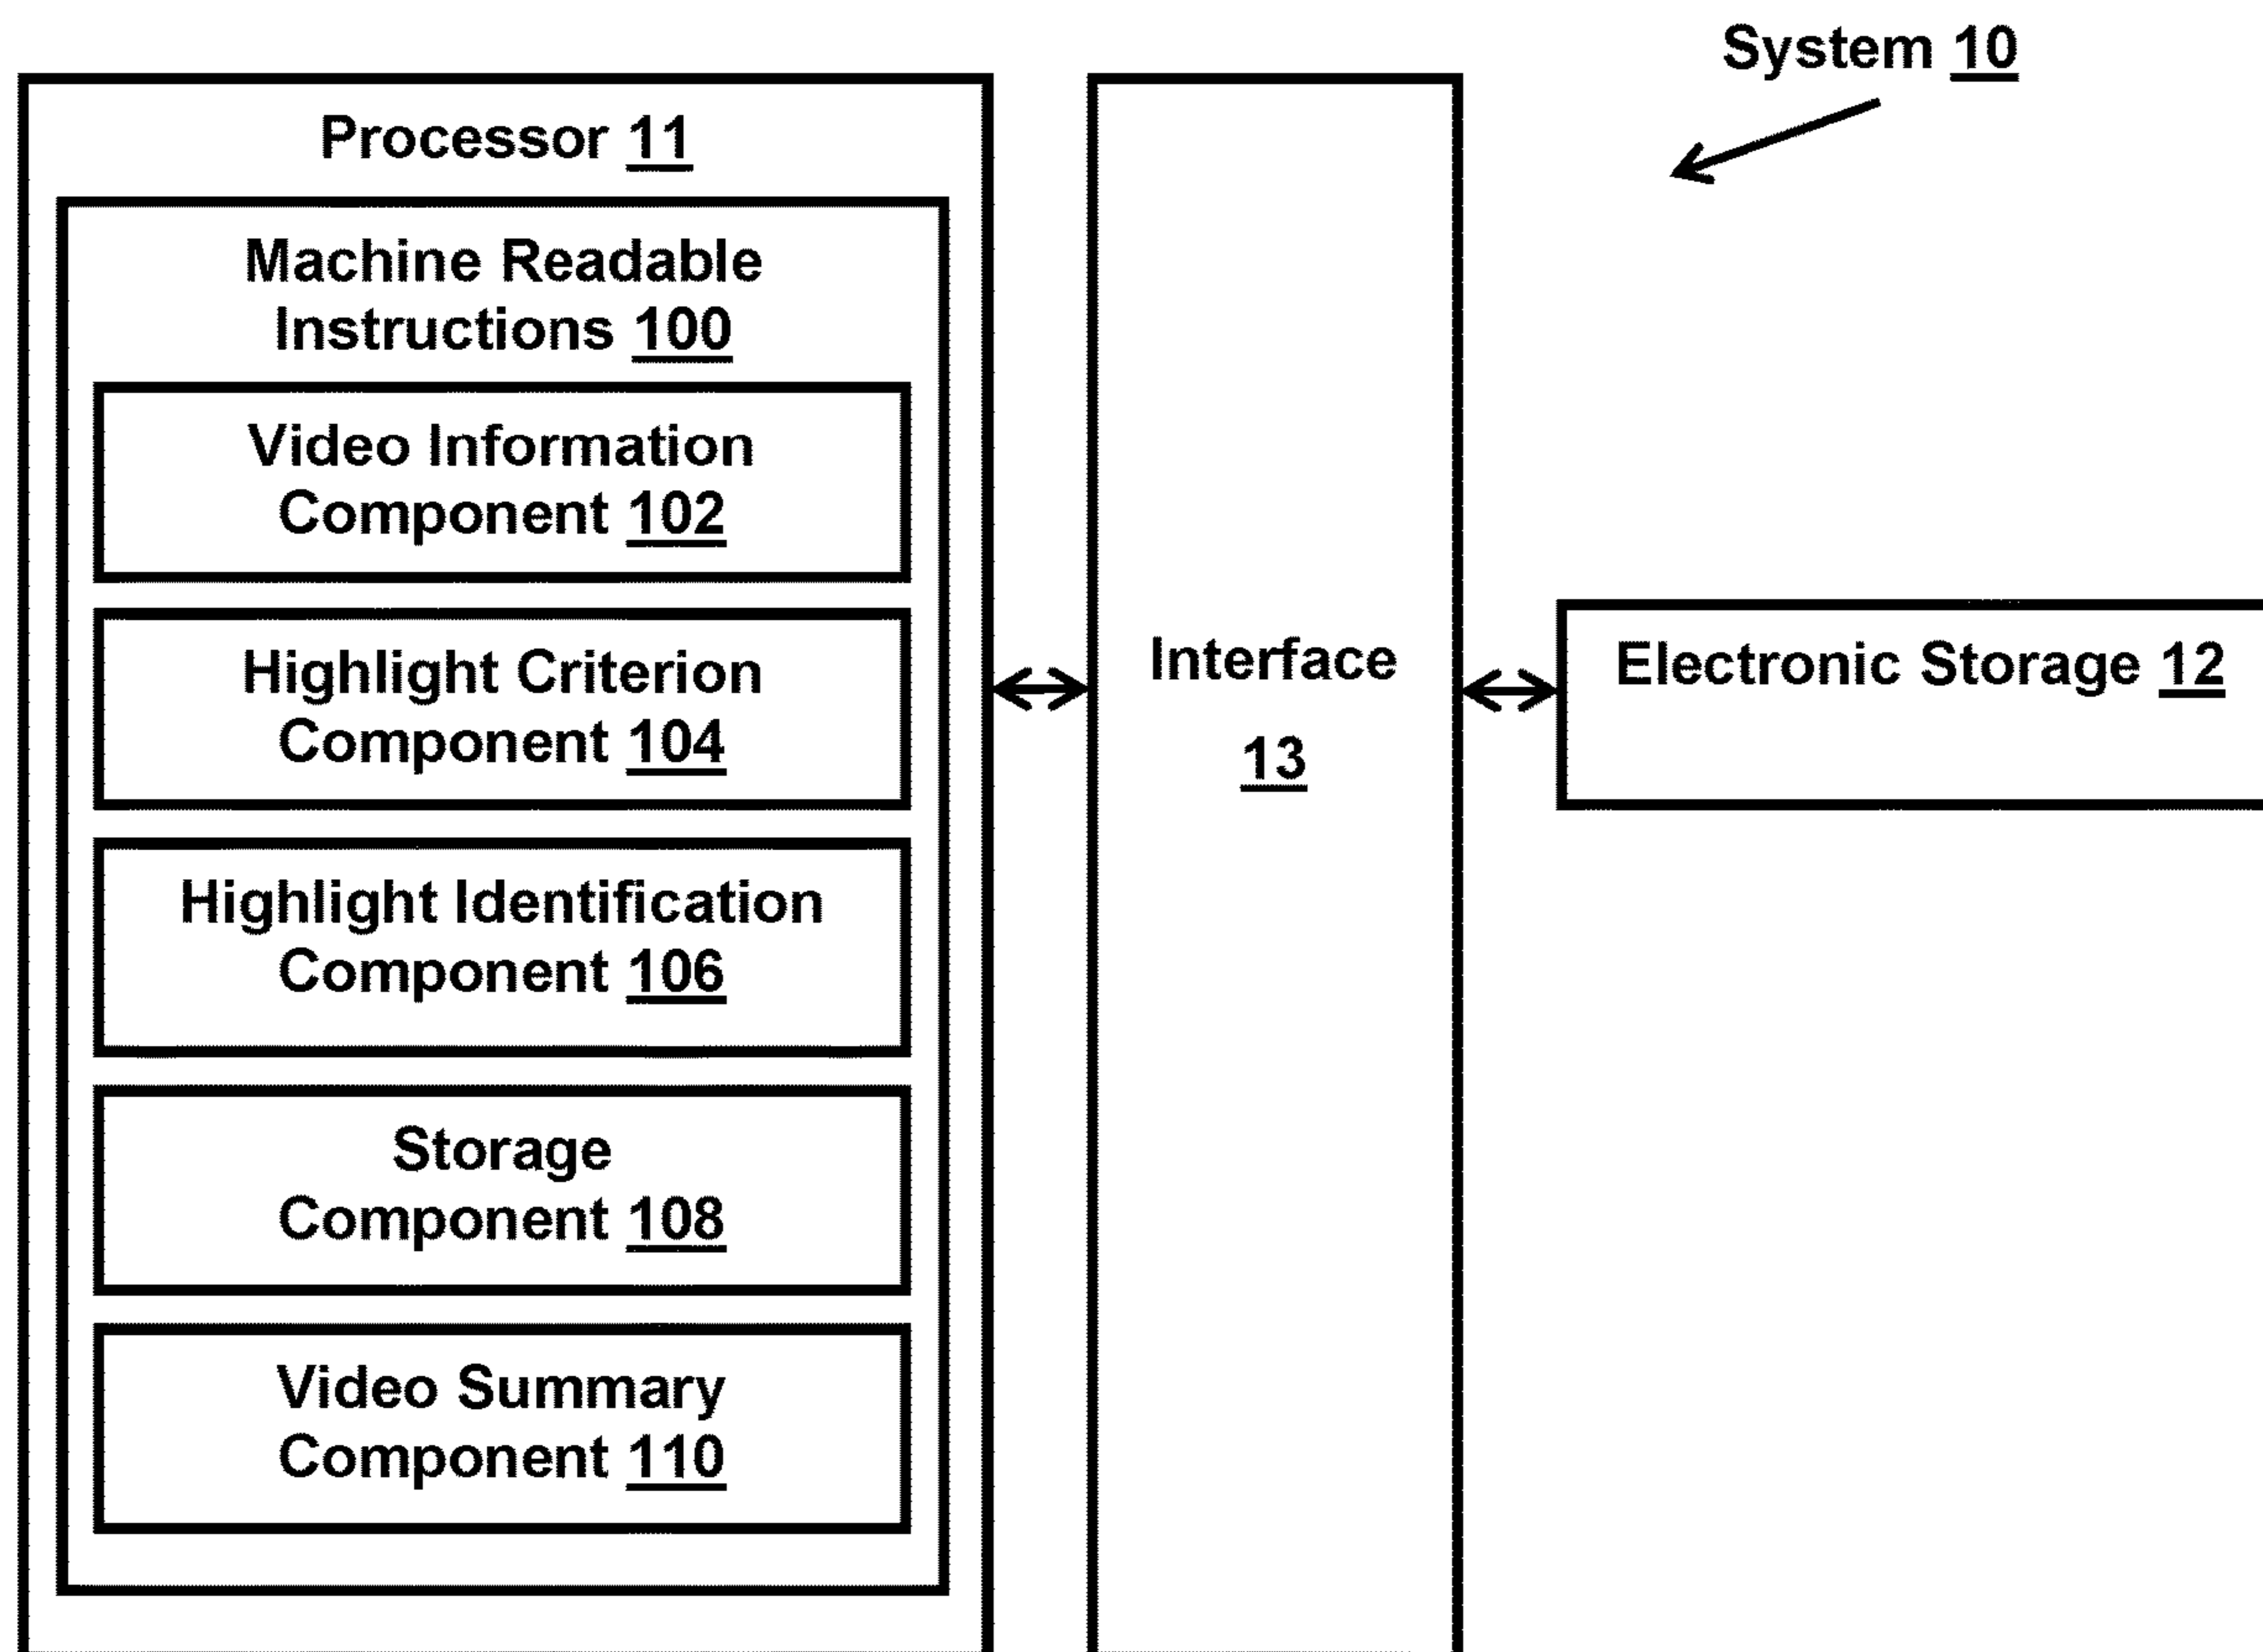 System 10
Processor 11
Machine Readable
Instructions 100
Video Information
Component 102
Highlight Criterion
Component 104
Highlight Identification
Component 106
Storage
Component 108
Video Summary
Component 110
Interface
13
Electronic Storage 12